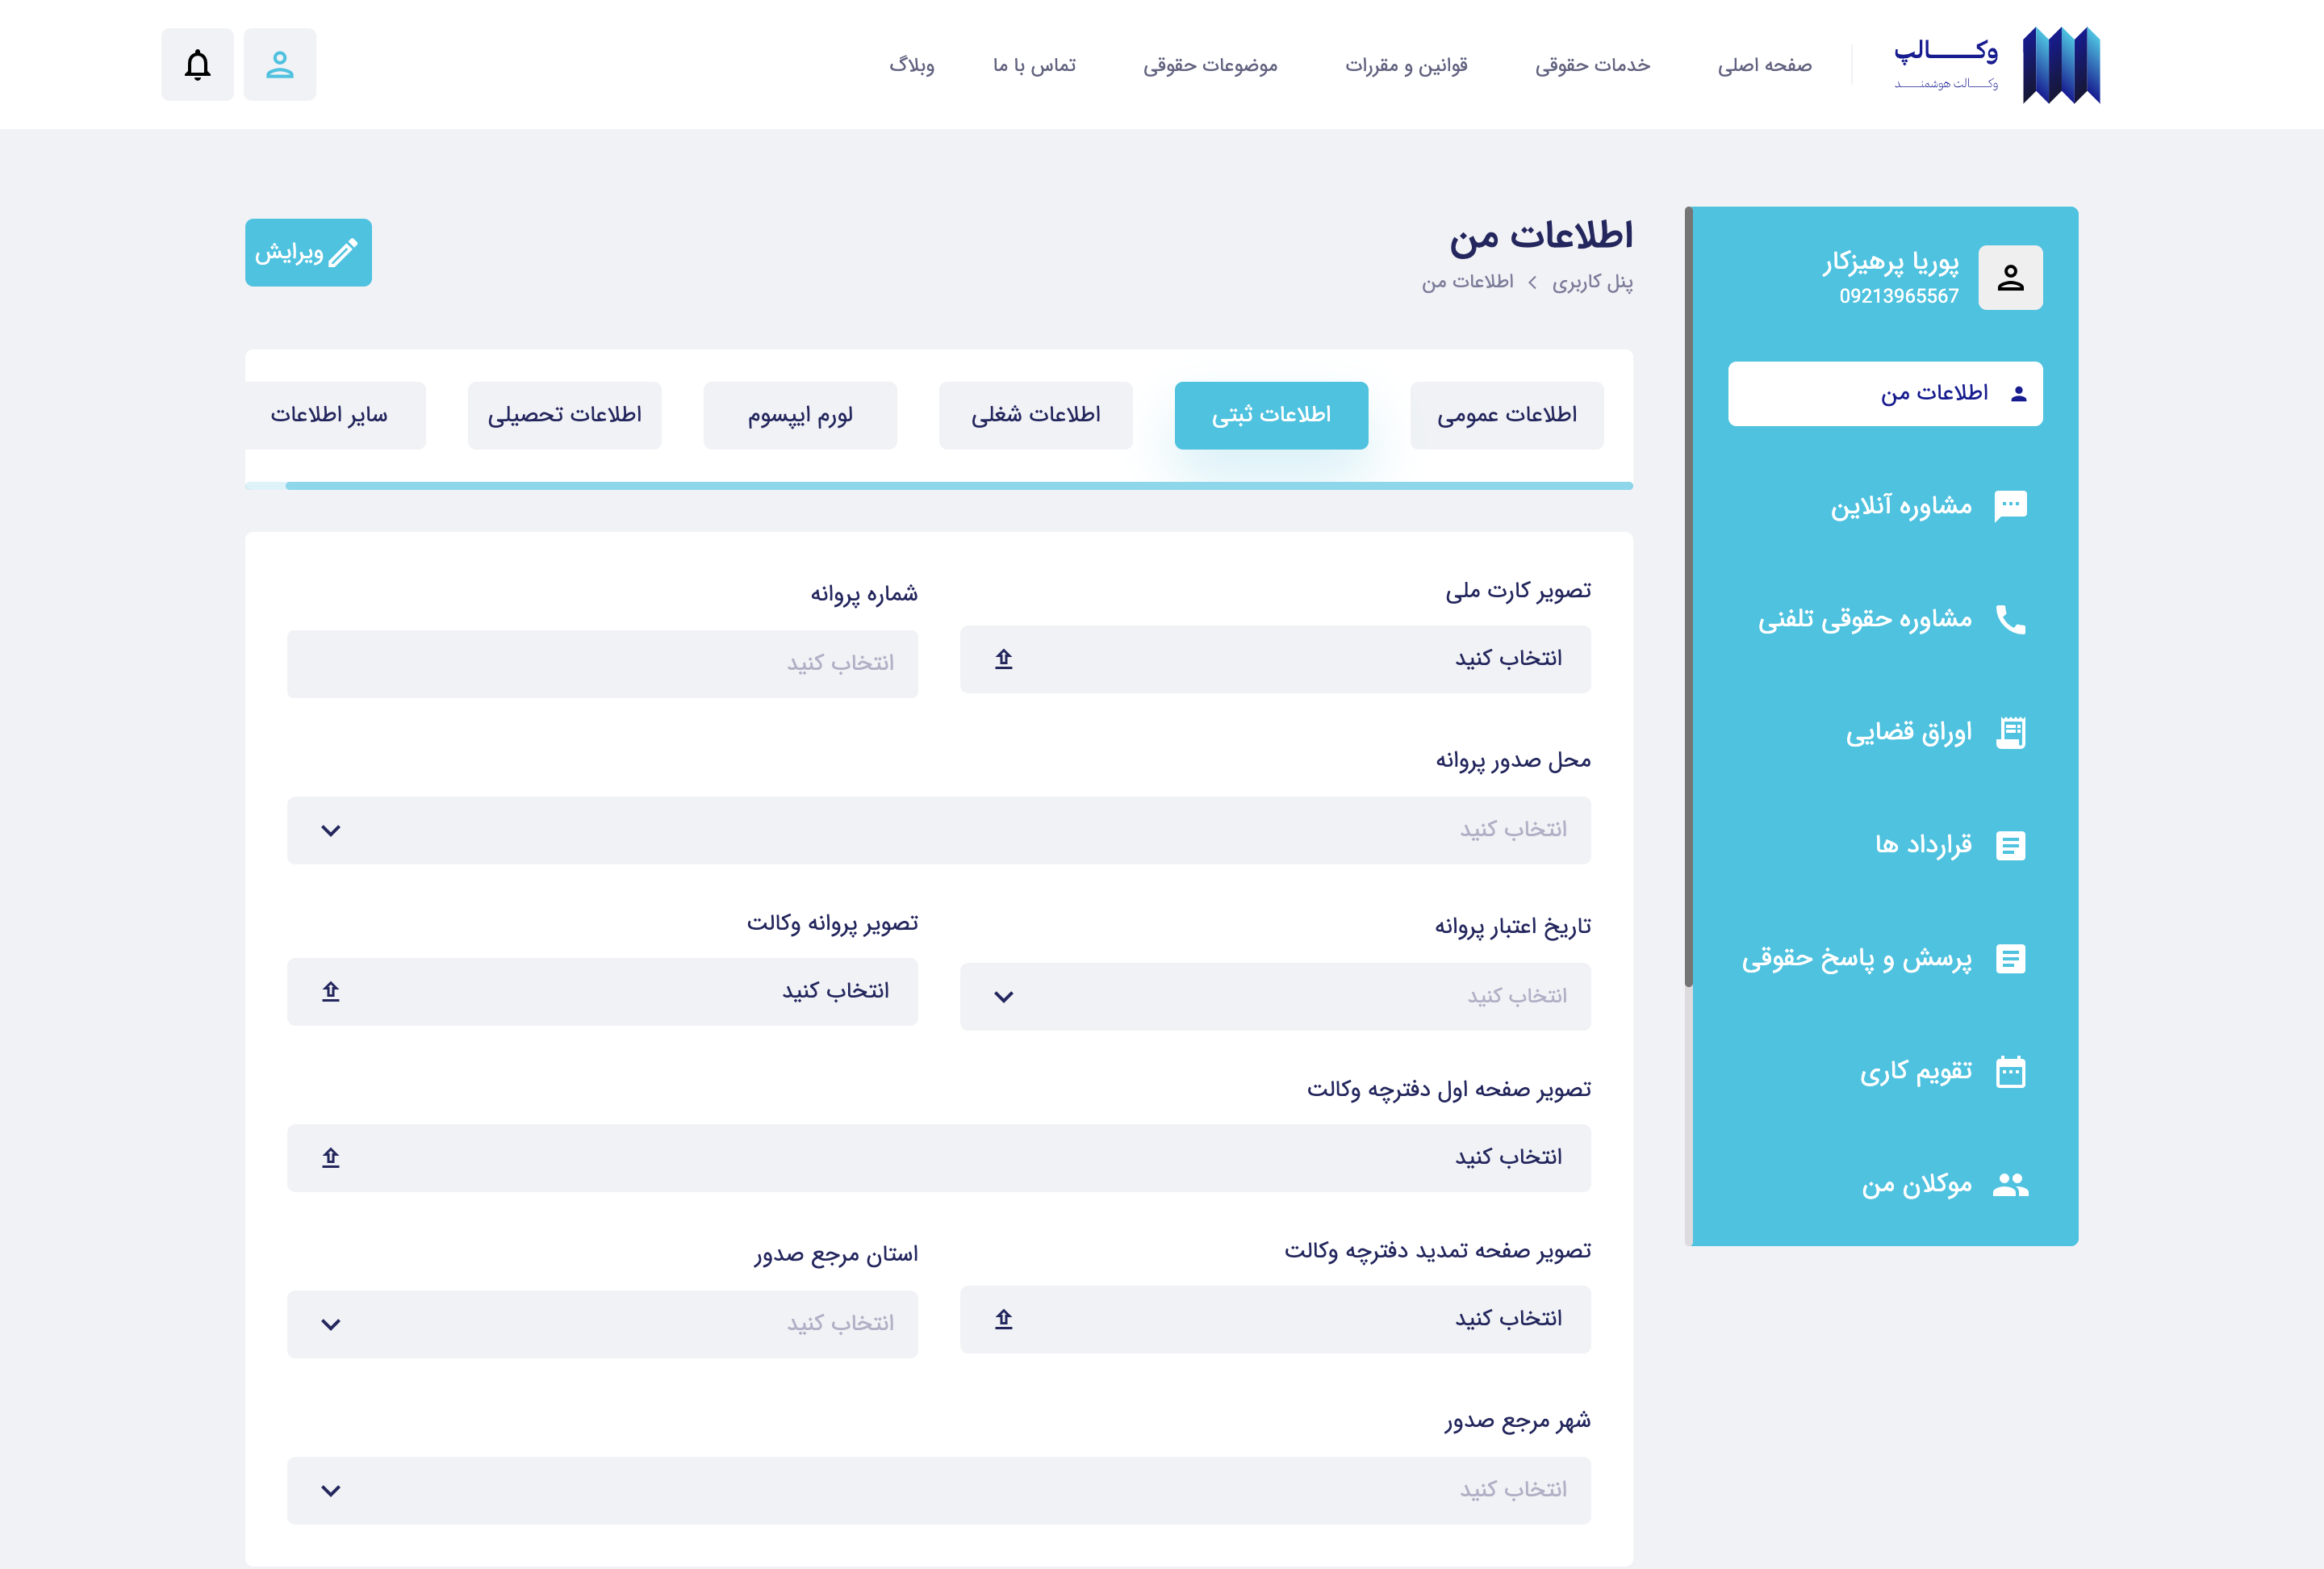 وکـــــالپ
وکـــــالت هوشمنـــــد
صفحه اصلی
خدمات حقوقی
قوانین و مقررات
موضوعات حقوقی
تماس با ما
وبلاگ
پوریا پرهیزکار
09213965567
اطلاعات من
مشاوره آنلاین
مشاوره حقوقی تلفنی
اوراق قضایی
قرارداد ها
پرسش و پاسخ حقوقی
تقویم کاری
موکلان من
اطلاعات من
پنل کاربری > اطلاعات من
ویرایش
اطلاعات عمومی
اطلاعات ثبتی
اطلاعات شغلی
لورم ایپسوم
اطلاعات تحصیلی
سایر اطلاعات
تصویر کارت ملی
انتخاب کنید
شماره پروانه
انتخاب کنید
محل صدور پروانه
انتخاب کنید
تاریخ اعتبار پروانه
انتخاب کنید
تصویر پروانه وکالت
انتخاب کنید
تصویر صفحه اول دفترچه وکالت
انتخاب کنید
تصویر صفحه تمدید دفترچه وکالت
انتخاب کنید
استان مرجع صدور
انتخاب کنید
شهر مرجع صدور
انتخاب کنید